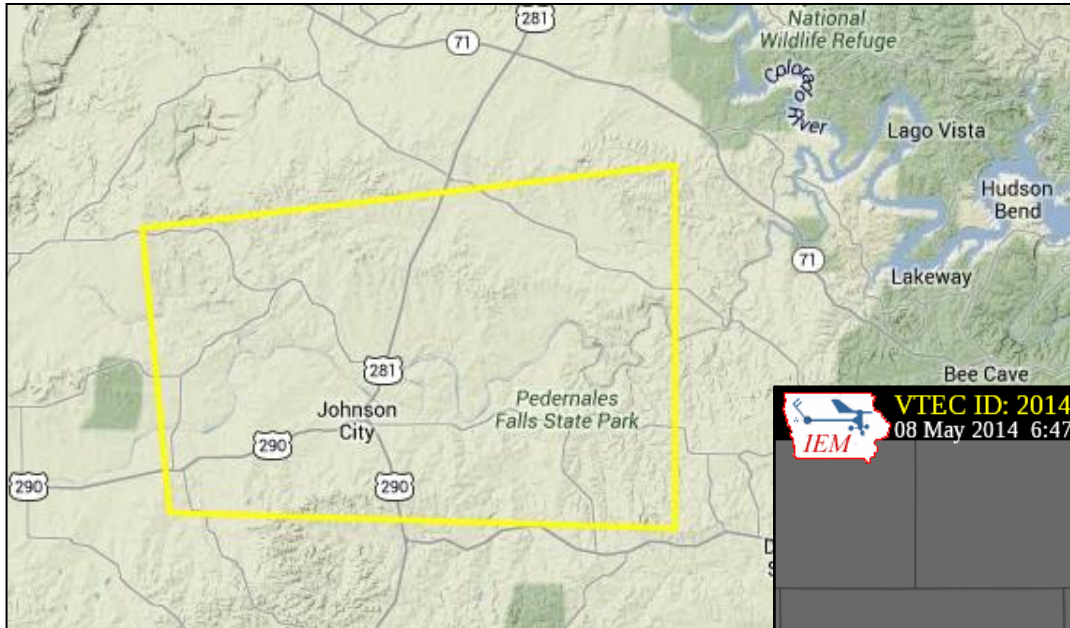 281
71
National
Wildlife Refuge
Colorado River
Lago Vista
Hudson
Bend
71
Lakeway
281
Bee Cave
Pedernales
Falls State Park
Johnson
City
290
290
290
VTEC ID: 2014
08 May 2014 6:47
IEM